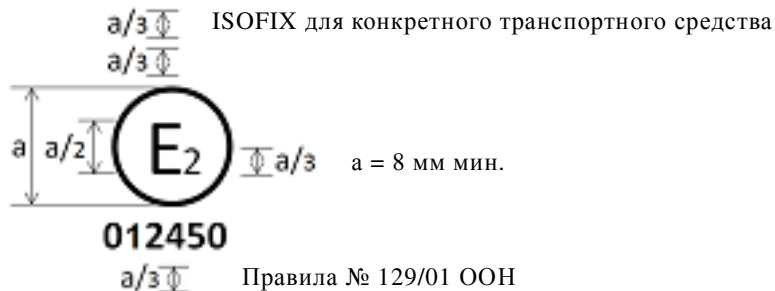 a/3 ISOFIX для конкретного транспортного средства
a/3
a a/2 E2 a/3 a = 8 мм мин.
012450
a/3 Правила № 129/01 ООН